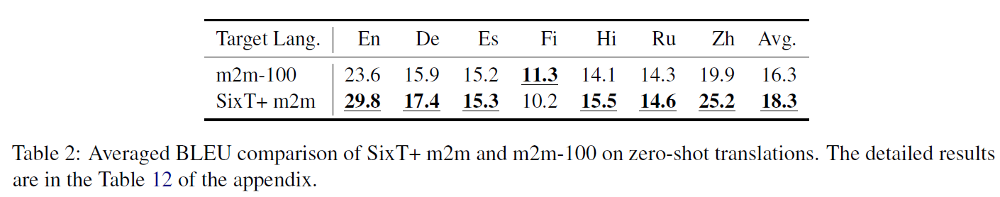 Target Lang. En De Es Fi Hi Ru Zh Avg.
m2m-100 23.6 15.9 15.2 11.3 14.1 14.3 19.9 16.3
SixT+ m2m 29.8 17.4 15.3 10.2 15.5 14.6 25.2 18.3
Table 2: Averaged BLEU comparison of SixT+ m2m and m2m-100 on zero-shot translations. The detailed results
are in the Table 12 of the appendix.